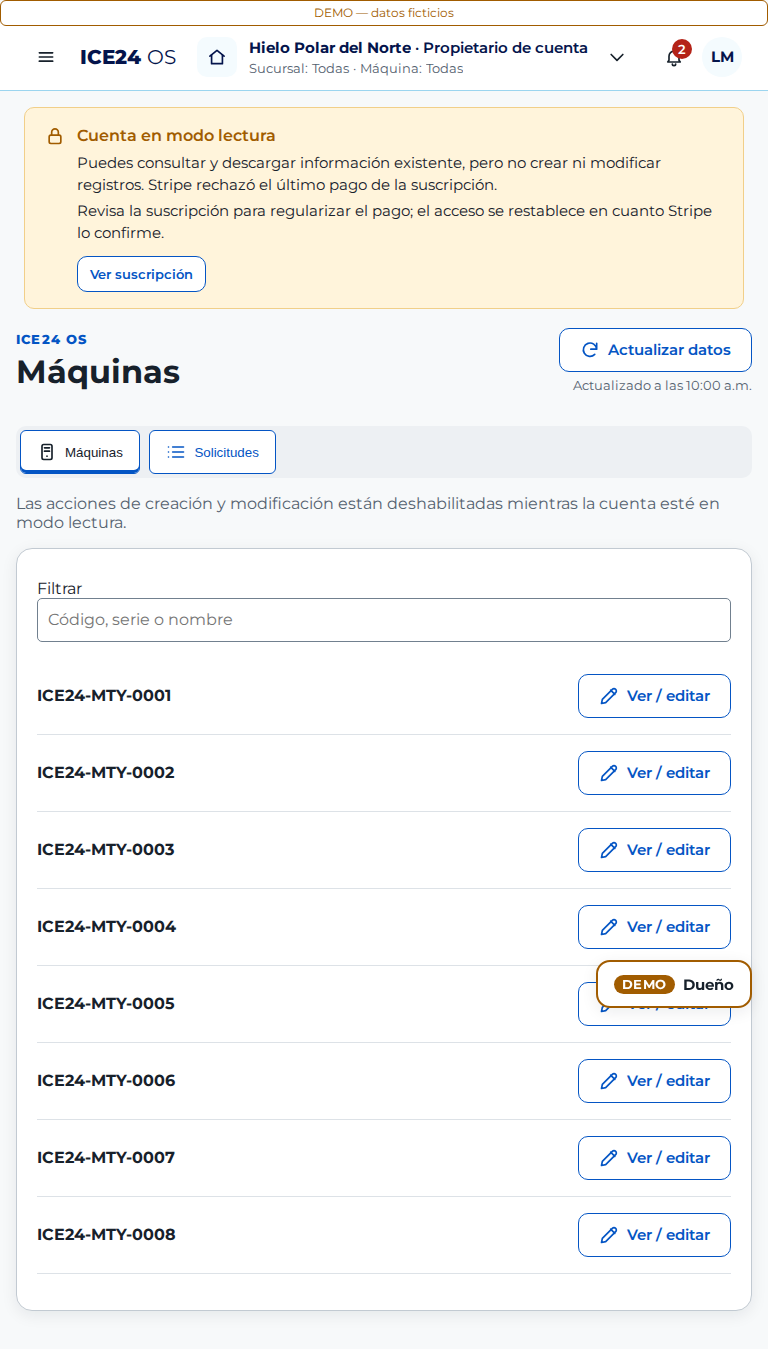 DEMO — datos ficticios
ICE24 OS
Hielo Polar del Norte · Propietario de cuenta
Sucursal: Todas · Máquina: Todas
2
LM
Cuenta en modo lectura
Puedes consultar y descargar información existente, pero no crear ni modificar
registros. Stripe rechazó el último pago de la suscripción.
Revisa la suscripción para regularizar el pago; el acceso se restablece en cuanto Stripe
lo confirme.
Ver suscripción
ICE24 OS
Máquinas
Actualizar datos
Actualizado a las 10:00 a.m.
Máquinas
Solicitudes
Las acciones de creación y modificación están deshabilitadas mientras la cuenta esté en
modo lectura.
Filtrar
Código, serie o nombre
ICE24-MTY-0001
Ver / editar
ICE24-MTY-0002
Ver / editar
ICE24-MTY-0003
Ver / editar
ICE24-MTY-0004
Ver / editar
DEMO Dueño
ICE24-MTY-0005
ICE24-MTY-0006
Ver / editar
ICE24-MTY-0007
Ver / editar
ICE24-MTY-0008
Ver / editar